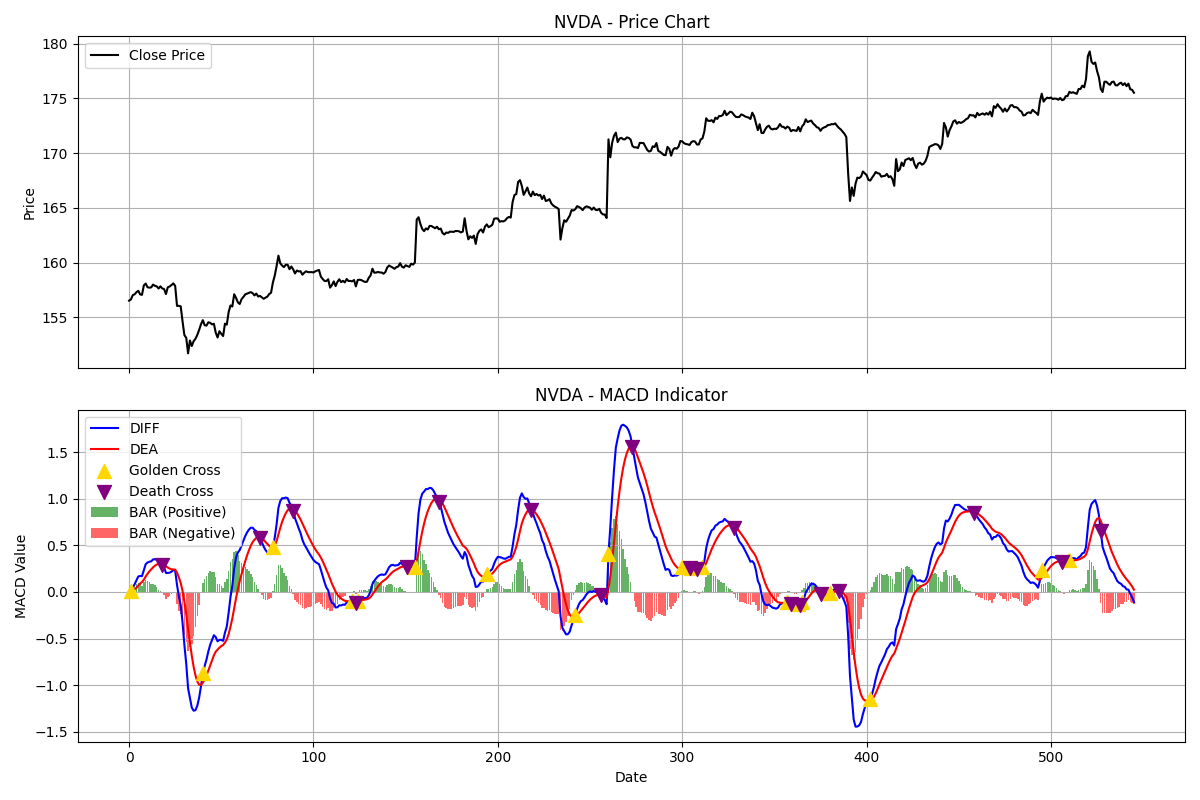 NVDA - Price Chart
Close Price
180
175
170
165
160
155
Price
NVDA - MACD Indicator
DIFF
DEA
Golden Cross
Death Cross
BAR (Positive)
BAR (Negative)
1.5
1.0
0.5
0.0
−0.5
−1.0
−1.5
MACD Value
0 100 200 300 400 500
Date